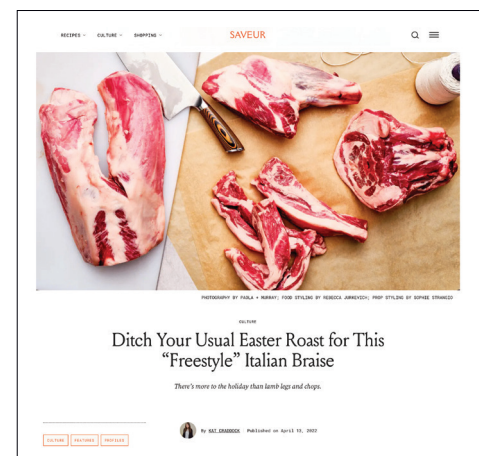 RECIPES CULTURE SHOPPING SAVEUR
PHOTOGRAPHY BY PAOLA + MURRAY; FOOD STYLING BY REBECCA JURKEVICH; PROP STYLING BY SOPHIE STRANGIO
CULTURE
Ditch Your Usual Easter Roast for This
“Freestyle” Italian Braise
There's more to the holiday than lamb legs and chops.
By KAT CRADDOCK Published on April 13, 2022
CULTURE FEATURES PROFILES